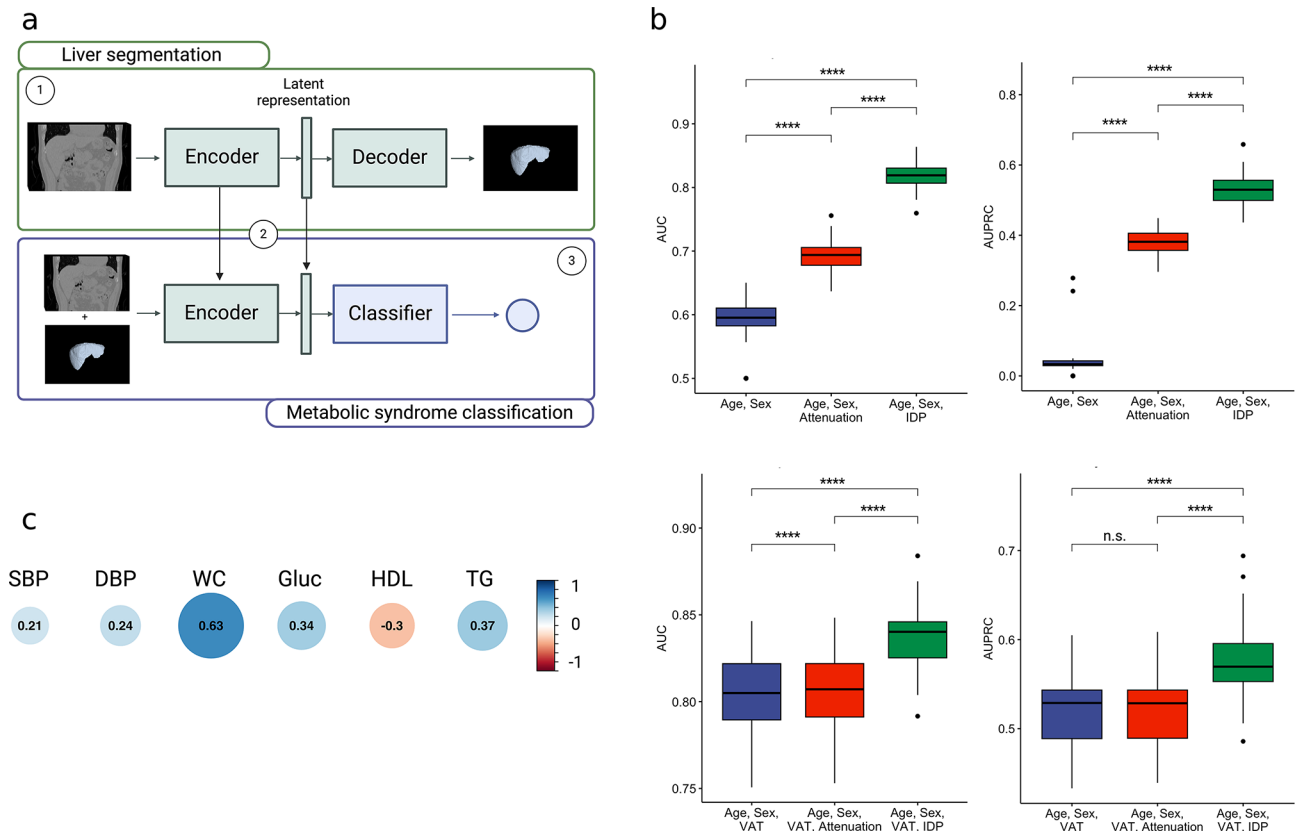 a
Liver segmentation
1
Latent
representation
Encoder
Decoder
2
3
+
Encoder
Classifier
Metabolic syndrome classification
b
****
****
****
0.9
0.8
0.7
0.6
0.5
AUC
Age, Sex
Age, Sex,
Attenuation
Age, Sex,
IDP
****
****
****
0.8
0.6
0.4
0.2
0.0
AUPRC
Age, Sex
Age, Sex,
Attenuation
Age, Sex,
IDP
****
****
****
0.90
0.85
0.80
0.75
AUC
Age, Sex,
VAT
Age, Sex,
VAT, Attenuation
Age, Sex,
VAT, IDP
****
****
n.s.
0.7
0.6
0.5
AUPRC
Age, Sex,
VAT
Age, Sex,
VAT, Attenuation
Age, Sex,
VAT, IDP
c
SBP DBP WC Gluc HDL TG
0.21 0.24 0.63 0.34 -0.3 0.37
1
0
-1